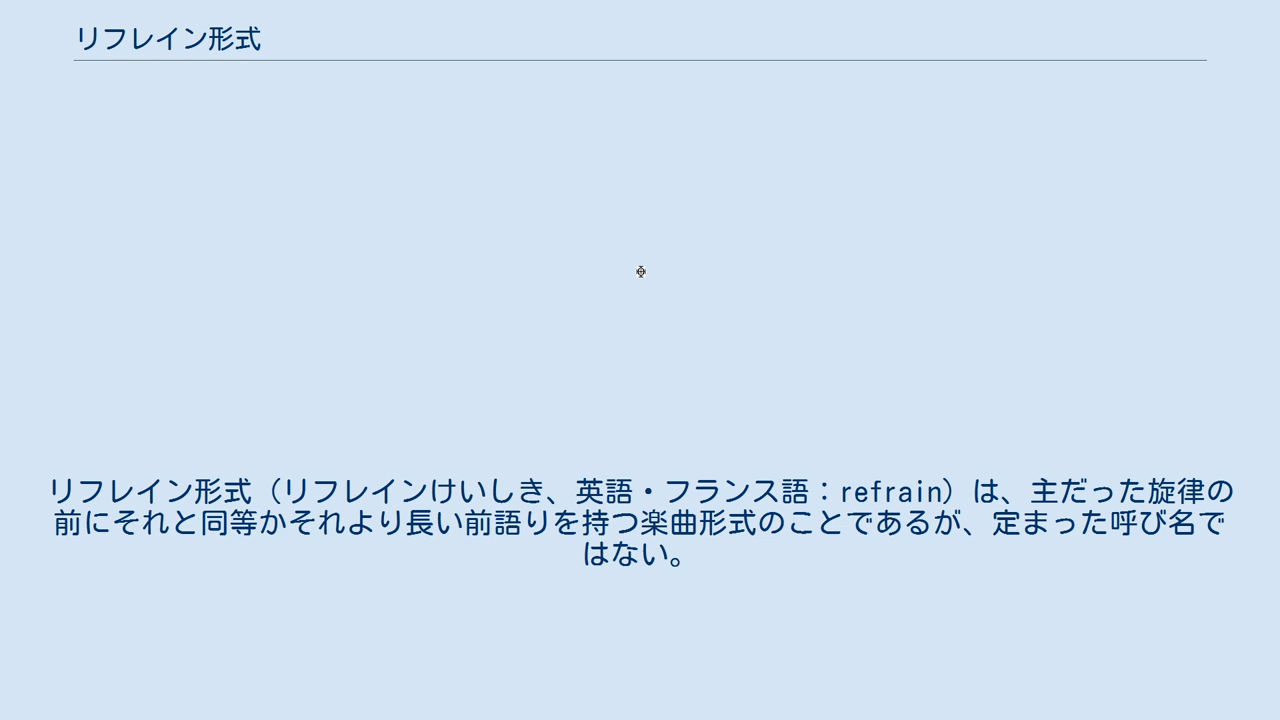 リフレイン形式
リフレイン形式（リフレインけいしき、英語・フランス語：refrain）は、主だった旋律の
前にそれと同等かそれより長い前語りを持つ楽曲形式のことであるが、定まった呼び名で
はない。